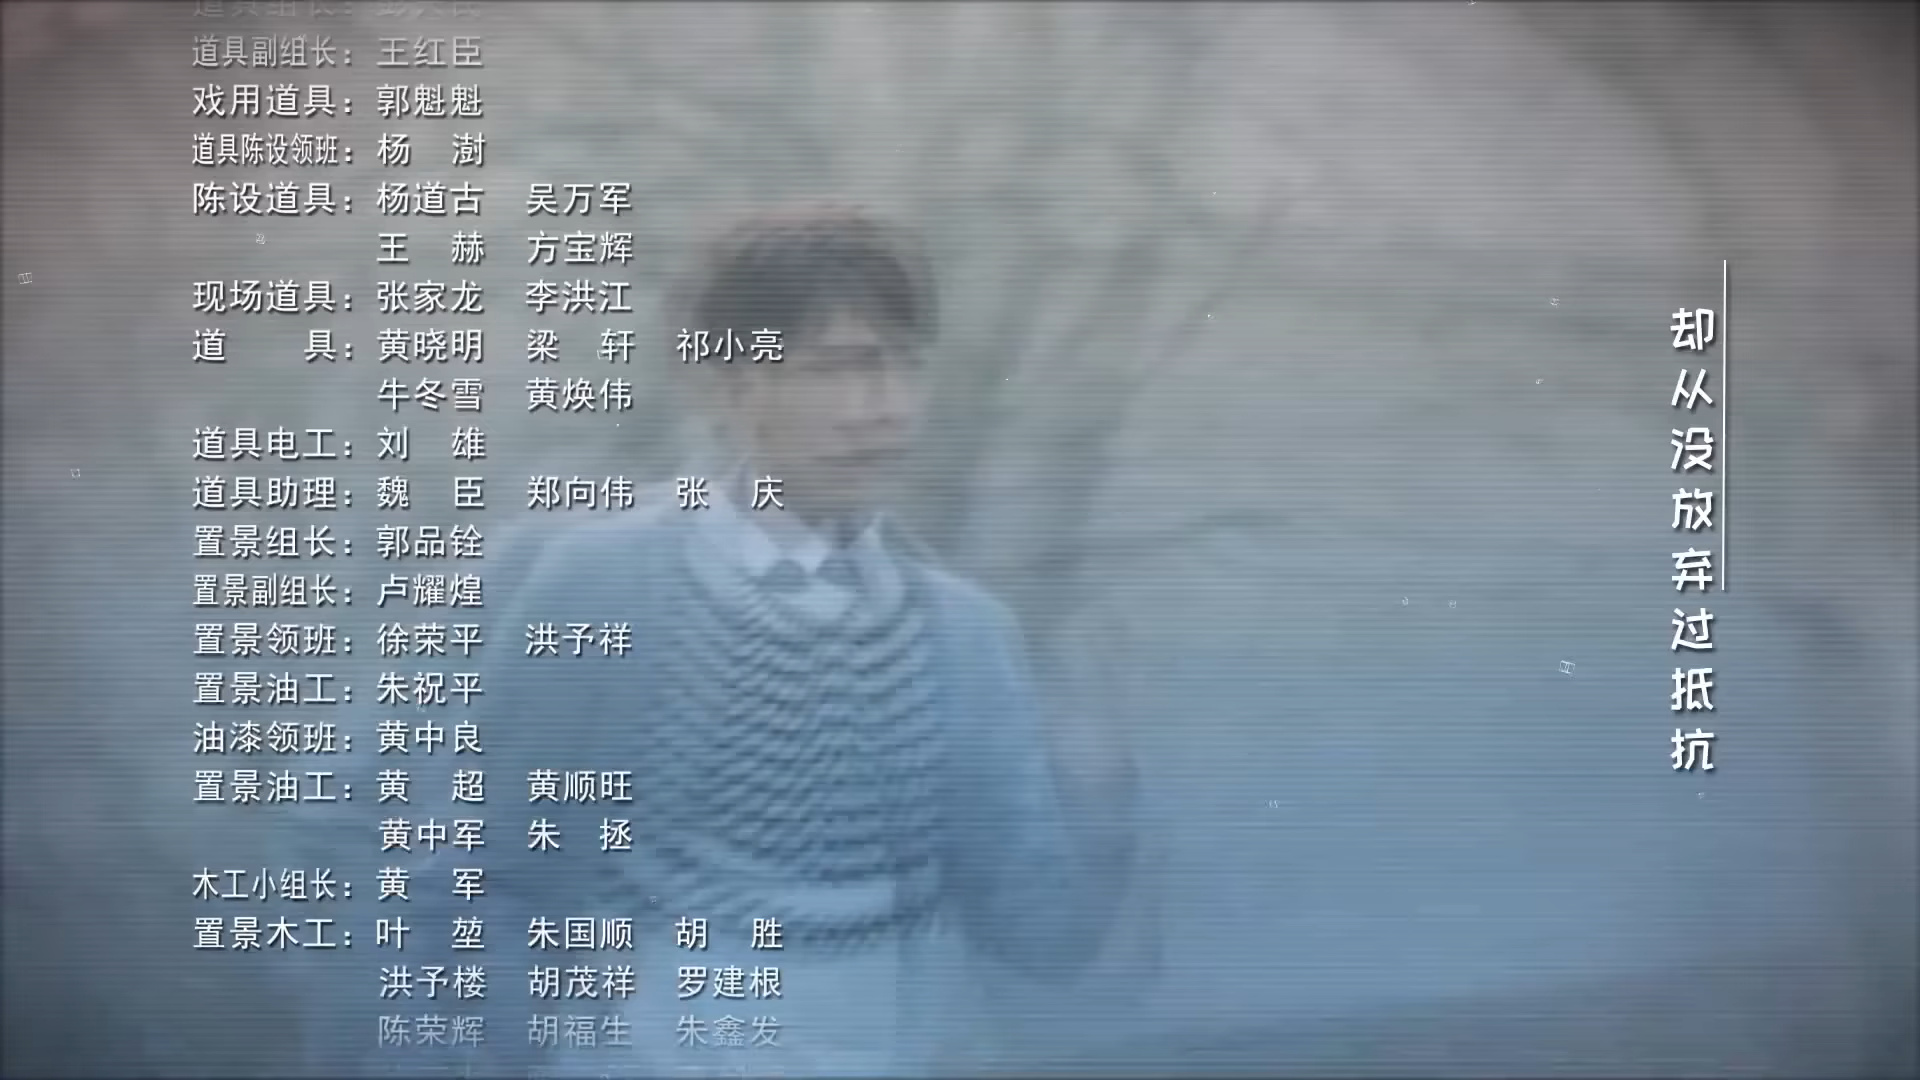 道具副组长：王红臣
戏用道具：郭魁魁
道具陈设领班：杨　澍
陈设道具：杨道古　吴万军
王　赫　方宝辉
现场道具：张家龙　李洪江
道　　具：黄晓明　梁　轩　祁小亮
牛冬雪　黄焕伟
道具电工：刘　雄
道具助理：魏　臣　郑向伟　张　庆
置景组长：郭品铨
置景副组长：卢耀煌
置景领班：徐荣平　洪予祥
置景油工：朱祝平
油漆领班：黄中良
置景油工：黄　超　黄顺旺
黄中军　朱　拯
木工小组长：黄　军
置景木工：叶　堃　朱国顺　胡　胜
洪予楼　胡茂祥　罗建根
陈荣辉　胡福生　朱鑫发
却从没放弃过抵抗